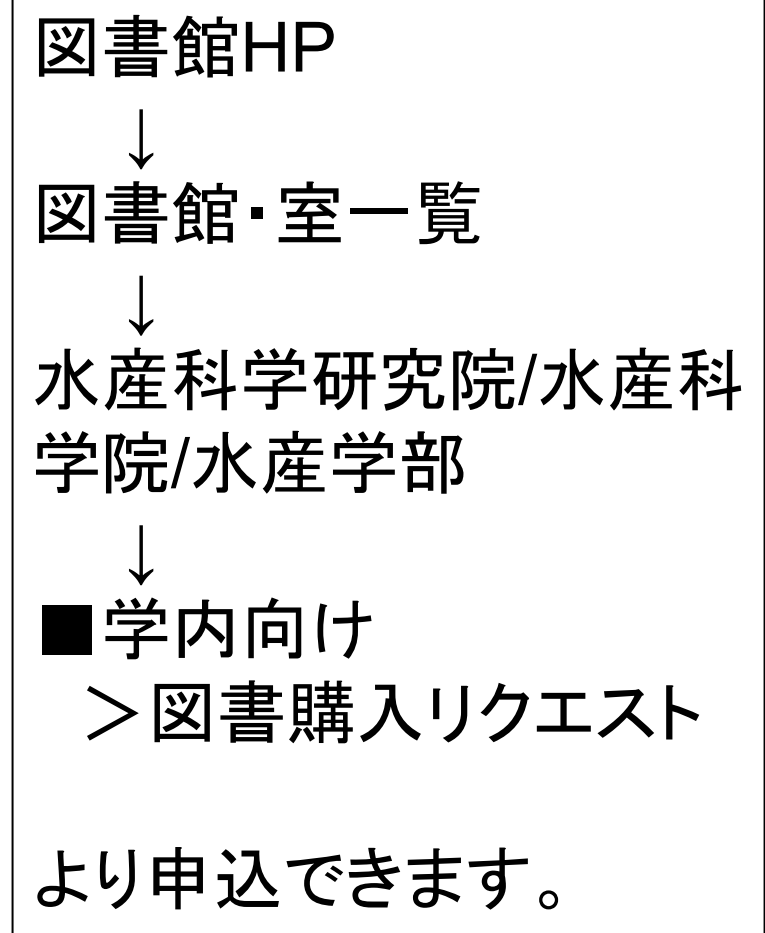 図書館HP
↓
図書館・室一覧
↓
水産科学研究院/水産科
学院/水産学部
↓
■学内向け
＞図書購入リクエスト
より申込できます。